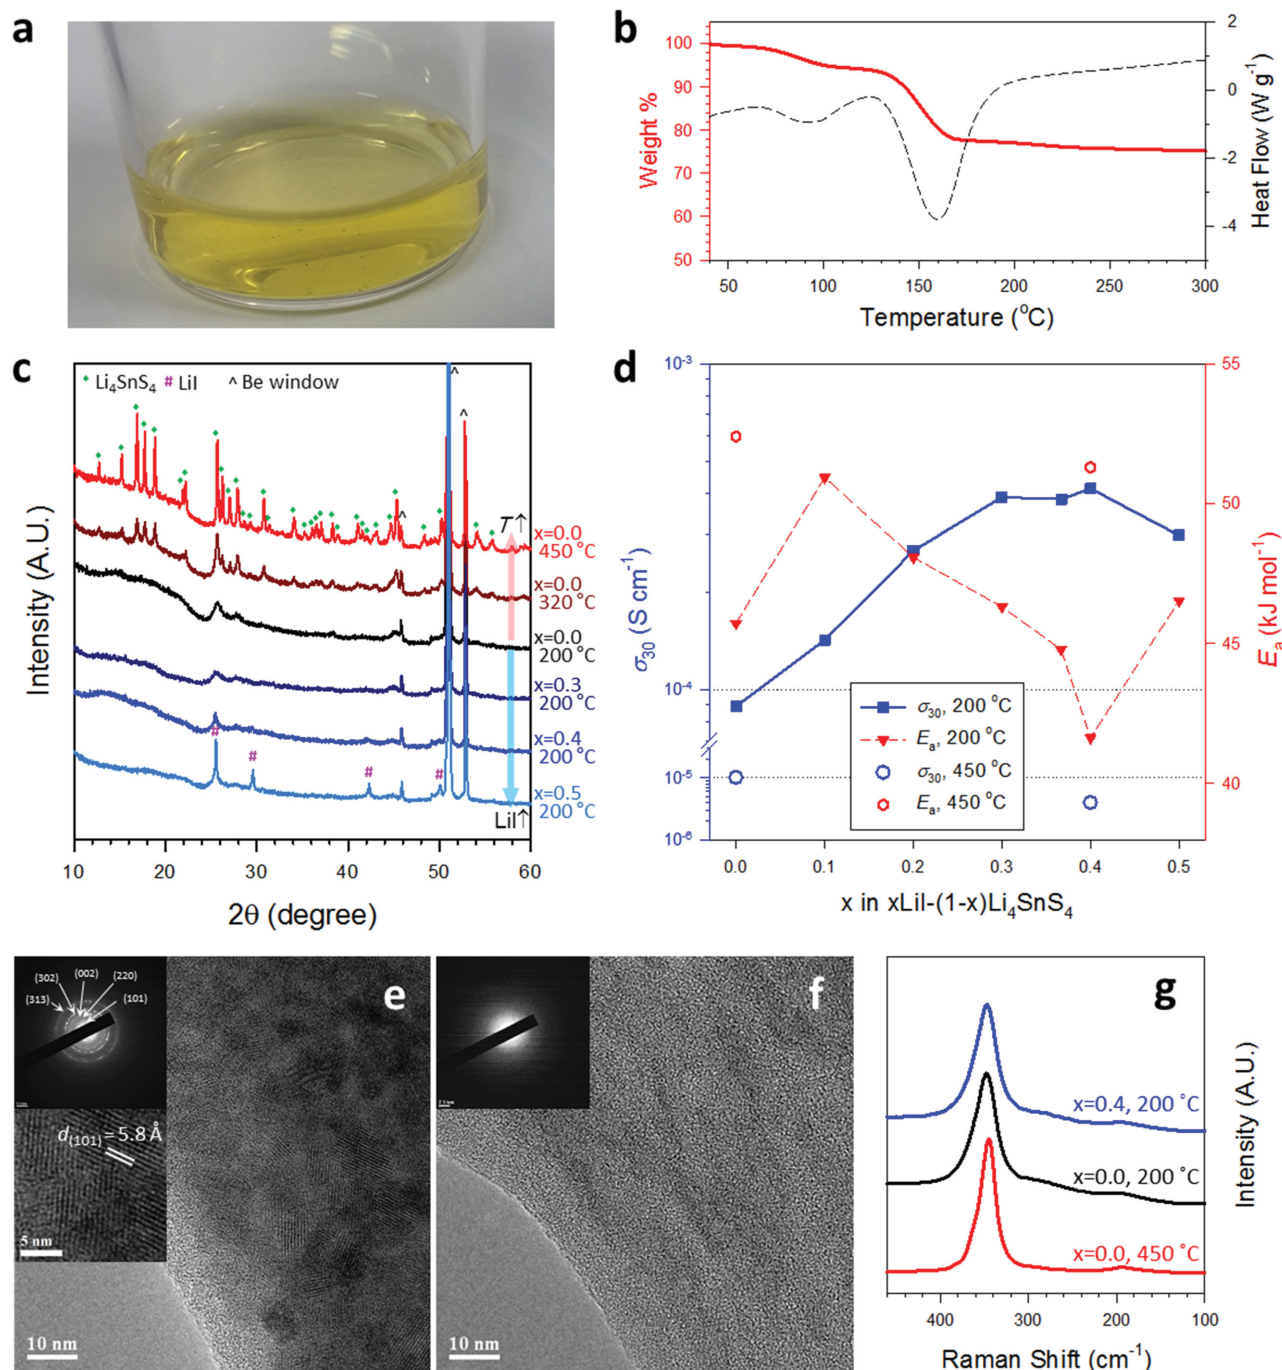 a
b
100
90
80
70
60
50
Weight %
2
0
-2
-4
Heat Flow (W g⁻¹)
50 100 150 200 250 300
Temperature (°C)
c
Li₄SnS₄ # LiI ^ Be window
^
^
^
T↑
x=0.0
450 °C
x=0.0
320 °C
x=0.0
200 °C
x=0.3
200 °C
x=0.4
200 °C
# # # #
x=0.5
200 °C
LiI↑
Intensity (A.U.)
10 20 30 40 50 60
2θ (degree)
d
10⁻³
10⁻⁴
10⁻⁵
10⁻⁶
σ₃₀ (S cm⁻¹)
55
50
45
40
Eₐ (kJ mol⁻¹)
σ₃₀, 200 °C
Eₐ, 200 °C
σ₃₀, 450 °C
Eₐ, 450 °C
0.0 0.1 0.2 0.3 0.4 0.5
x in xLiI-(1-x)Li₄SnS₄
e
(302) (002) (220)
(313) (101)
d₍₁₀₁₎ = 5.8 Å
5 nm
10 nm
f
10 nm
g
x=0.4, 200 °C
x=0.0, 200 °C
x=0.0, 450 °C
Intensity (A.U.)
400 300 200 100
Raman Shift (cm⁻¹)